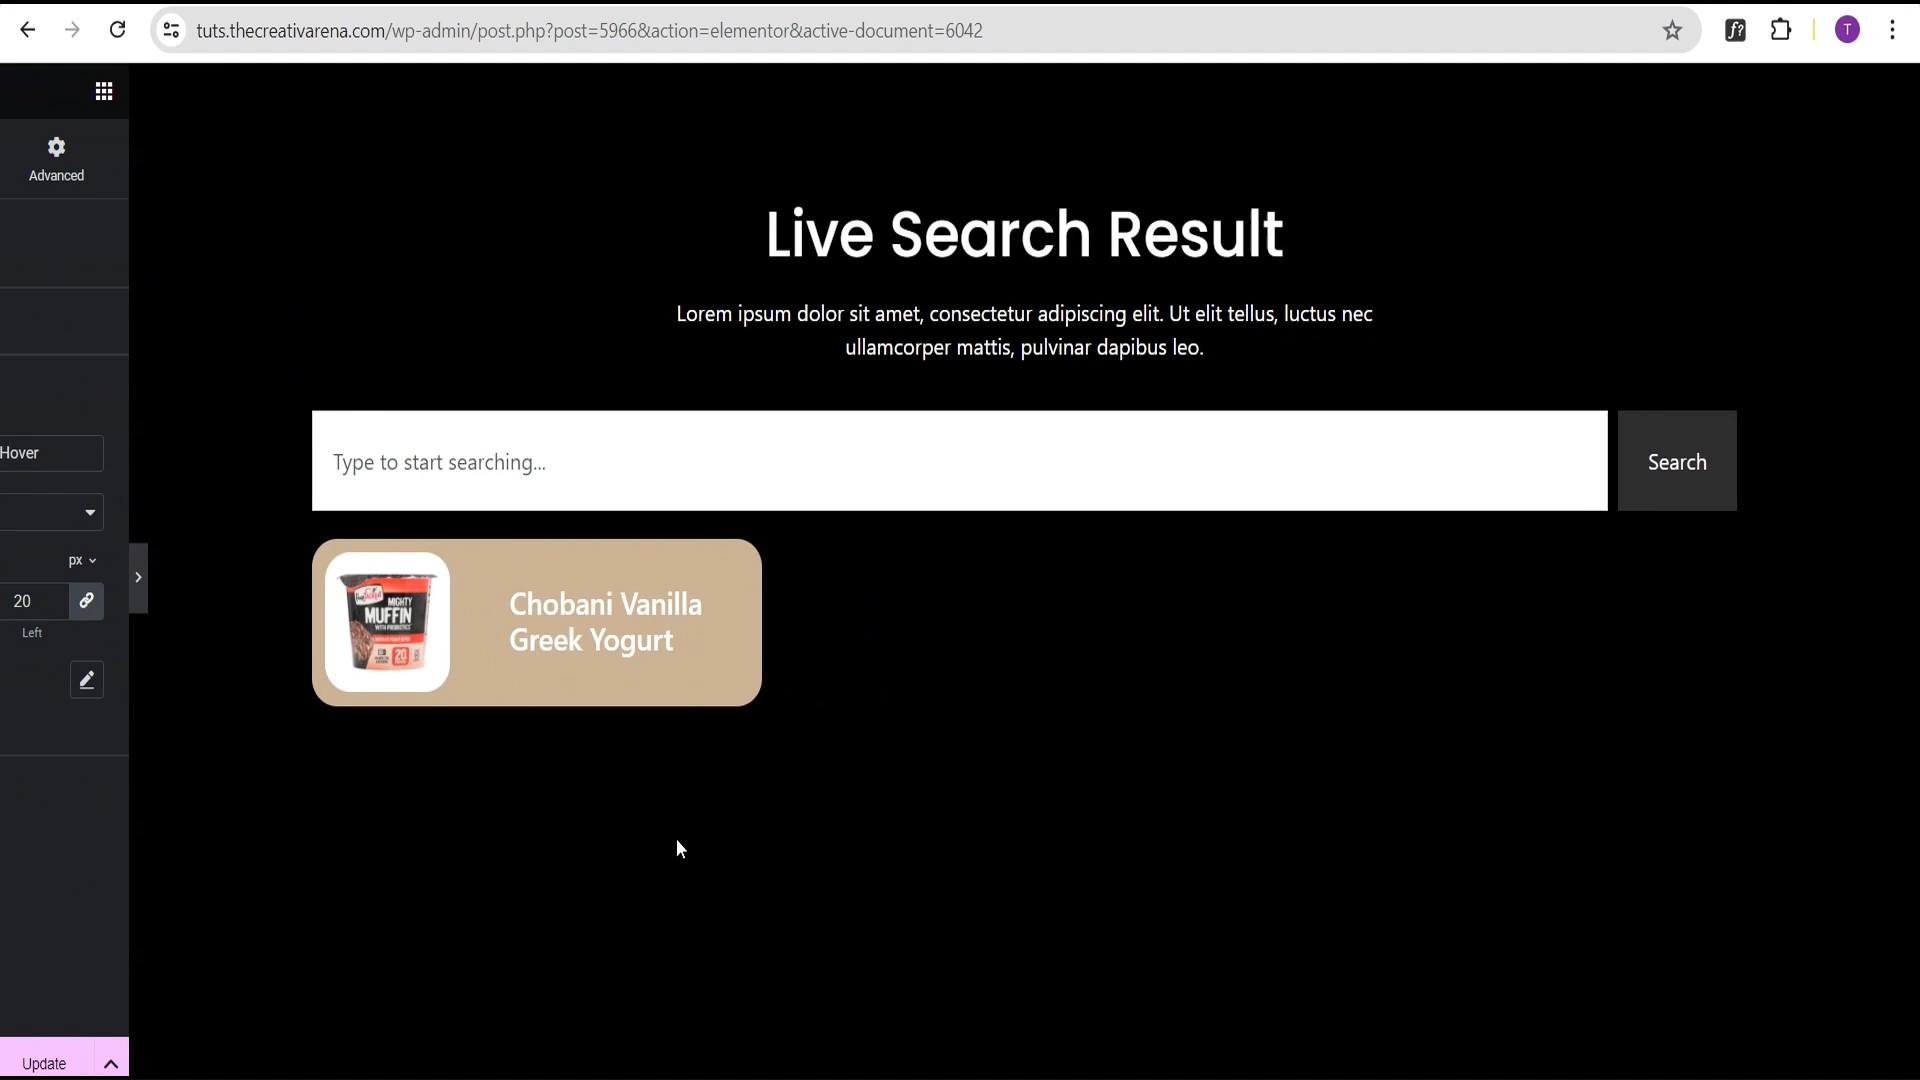 tuts.thecreativarena.com/wp-admin/post.php?post=5966&action=elementor&active-document=6042
f?
T
Advanced
Live Search Result
Lorem ipsum dolor sit amet, consectetur adipiscing elit. Ut elit tellus, luctus nec
ullamcorper mattis, pulvinar dapibus leo.
Hover
Type to start searching...
Search
px
20
Left
MIGHTY
MUFFIN
WITH PROBIOTICS
20
Chobani Vanilla
Greek Yogurt
Update